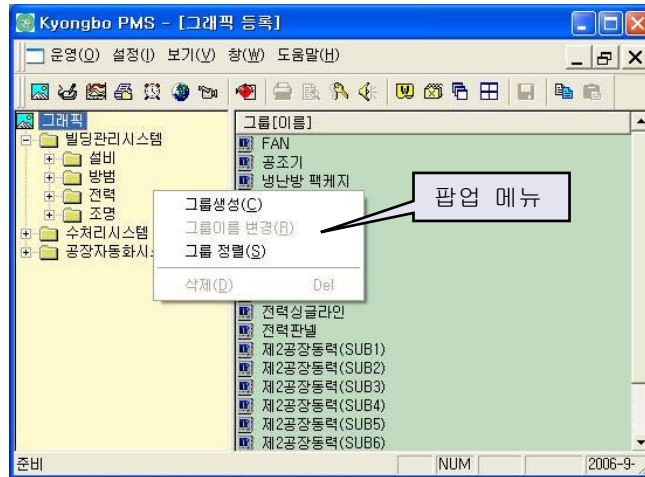 Kyongbo PMS - [그래픽 등록]
운영(O) 설정(I) 보기(V) 창(W) 도움말(H)
그래픽
빌딩관리시스템
설비
방범
전력
조명
수처리시스템
공장자동화시
그룹[이름]
FAN
공조기
냉난방 팩케지
그룹생성(C)
그룹이름 변경(R)
그룹 정렬(S)
삭제(D) Del
팝업 메뉴
전력싱글라인
전력판넬
제2공장동력(SUB1)
제2공장동력(SUB2)
제2공장동력(SUB3)
제2공장동력(SUB4)
제2공장동력(SUB5)
제2공장동력(SUB6)
준비 NUM 2006-9-